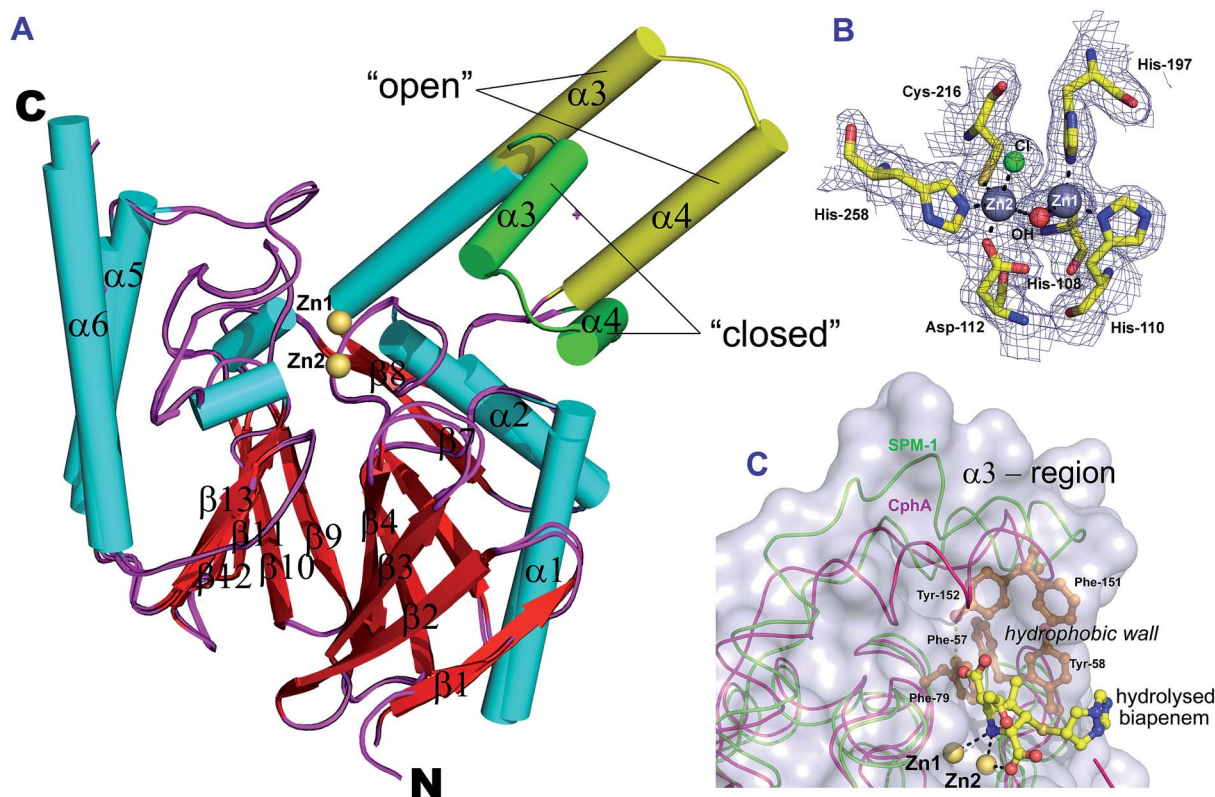 A
C
"open"
α3
α3
α4
α4
"closed"
α5
α6
Zn1
Zn2
β8
α2
β7
β13
β11
β9
β4
β12
β10
β3
α1
β2
β1
N
B
His-197
Cys-216
Cl
Zn2
Zn1
His-258
OH
His-108
Asp-112
His-110
C
SPM-1
α3 – region
CphA
Tyr-152
Phe-151
Phe-57
hydrophobic wall
Tyr-58
Phe-79
hydrolysed
biapenem
Zn1
Zn2